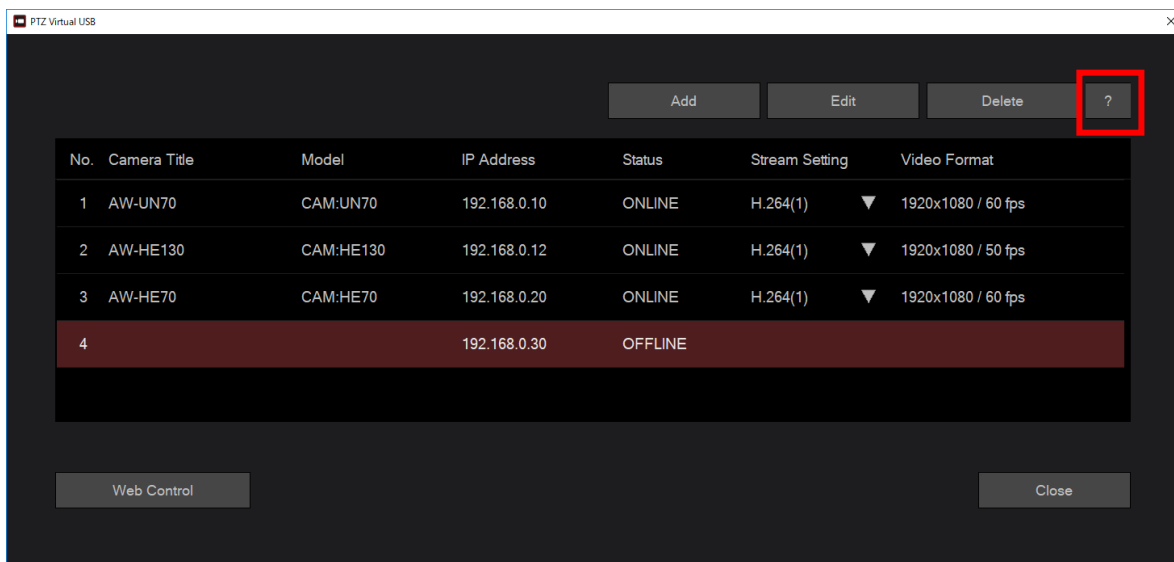 PTZ Virtual USB
Add Edit Delete ?
No. Camera Title Model IP Address Status Stream Setting Video Format
1 AW-UN70 CAM:UN70 192.168.0.10 ONLINE H.264(1) 1920x1080 / 60 fps
2 AW-HE130 CAM:HE130 192.168.0.12 ONLINE H.264(1) 1920x1080 / 50 fps
3 AW-HE70 CAM:HE70 192.168.0.20 ONLINE H.264(1) 1920x1080 / 60 fps
4 192.168.0.30 OFFLINE
Web Control Close